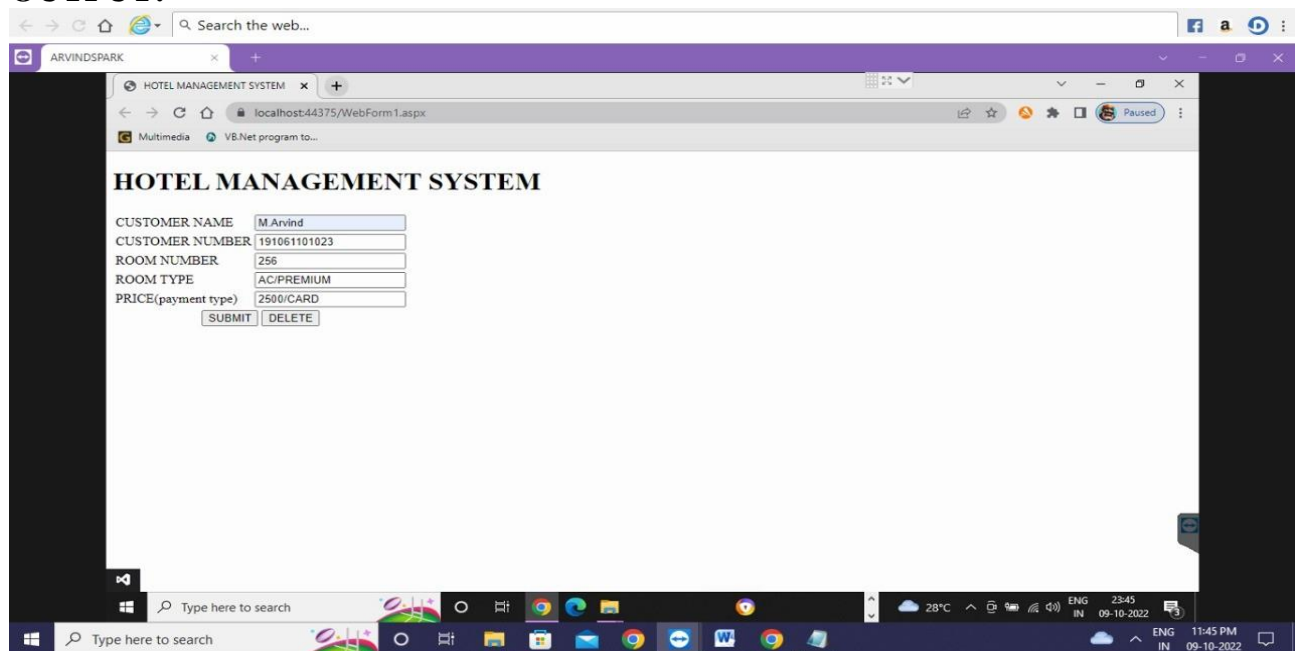 Search the web...
ARVINDSPARK
HOTEL MANAGEMENT SYSTEM
localhost:44375/WebForm1.aspx
Paused
Multimedia VB.Net program to...
HOTEL MANAGEMENT SYSTEM
CUSTOMER NAME M.Arvind
CUSTOMER NUMBER 191061101023
ROOM NUMBER 256
ROOM TYPE AC/PREMIUM
PRICE(payment type) 2500/CARD
SUBMIT DELETE
Type here to search 28°C ENG 23:45
IN 09-10-2022 3
Type here to search ENG 11:45 PM
IN 09-10-2022